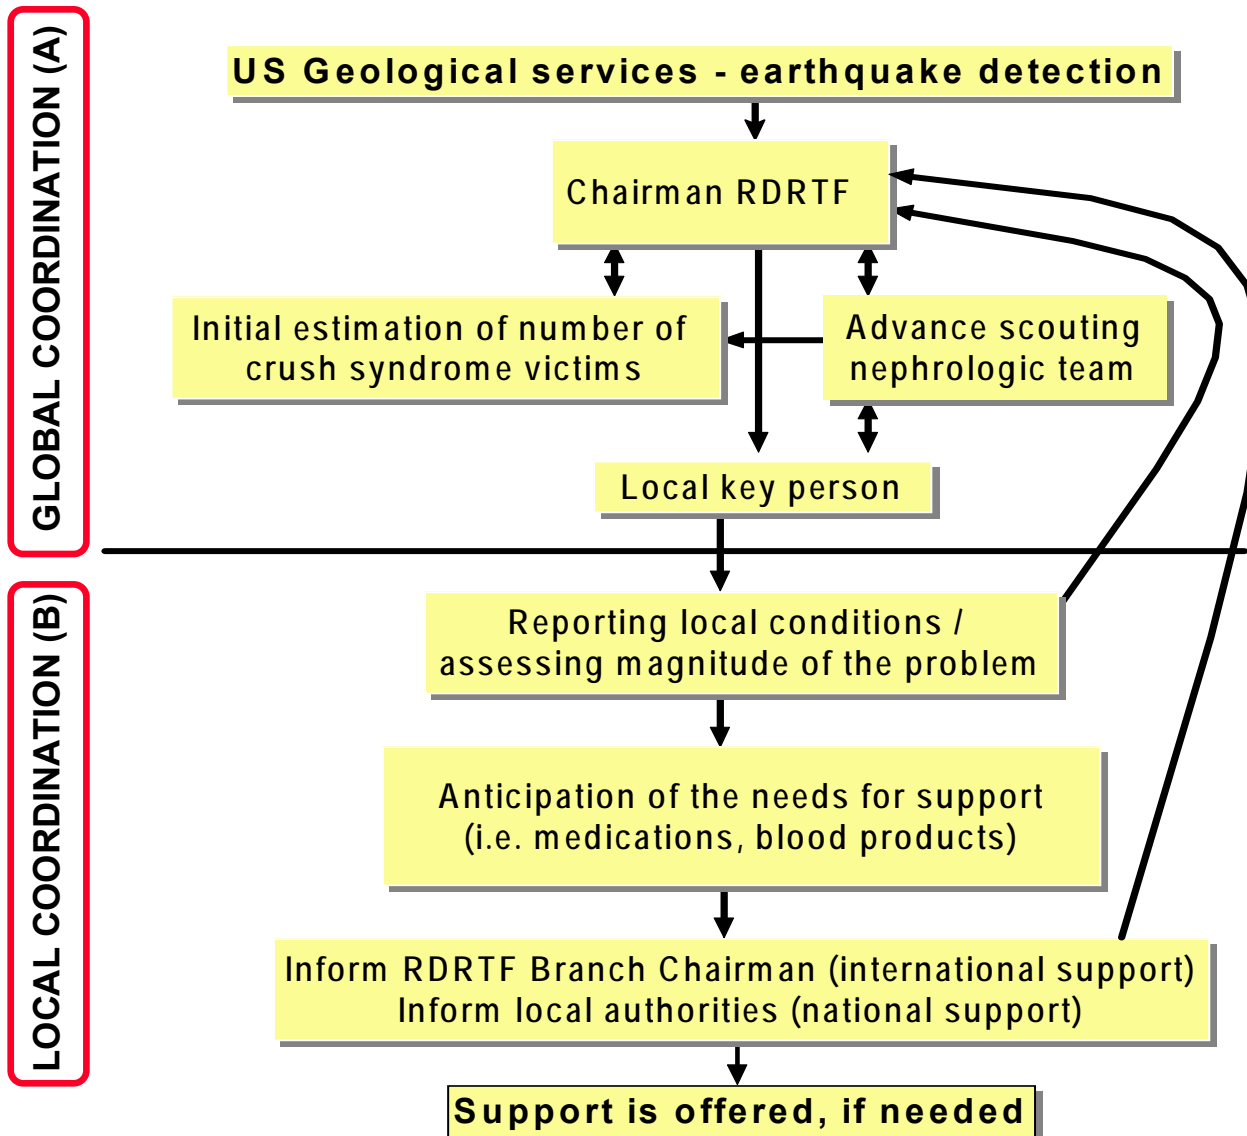 GLOBAL COORDINATION (A)
US Geological services - earthquake detection
Chairman RDRTF
Initial estimation of number of
crush syndrome victims
Advance scouting
nephrologic team
Local key person
LOCAL COORDINATION (B)
Reporting local conditions /
assessing magnitude of the problem
Anticipation of the needs for support
(i.e. medications, blood products)
Inform RDRTF Branch Chairman (international support)
Inform local authorities (national support)
Support is offered, if needed